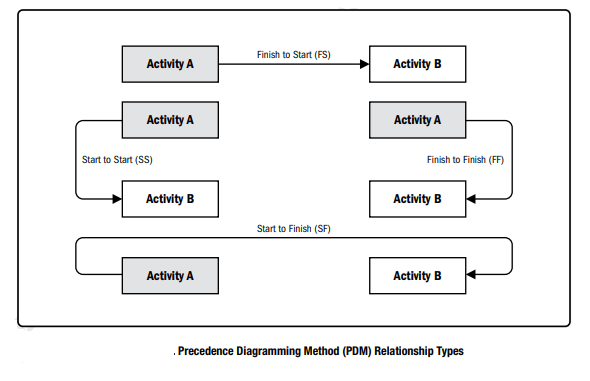 Finish to Start (FS)
Activity A
Activity B
Activity A
Activity A
Start to Start (SS)
Finish to Finish (FF)
Activity B
Activity B
Start to Finish (SF)
Activity A
Activity B
. Precedence Diagramming Method (PDM) Relationship Types